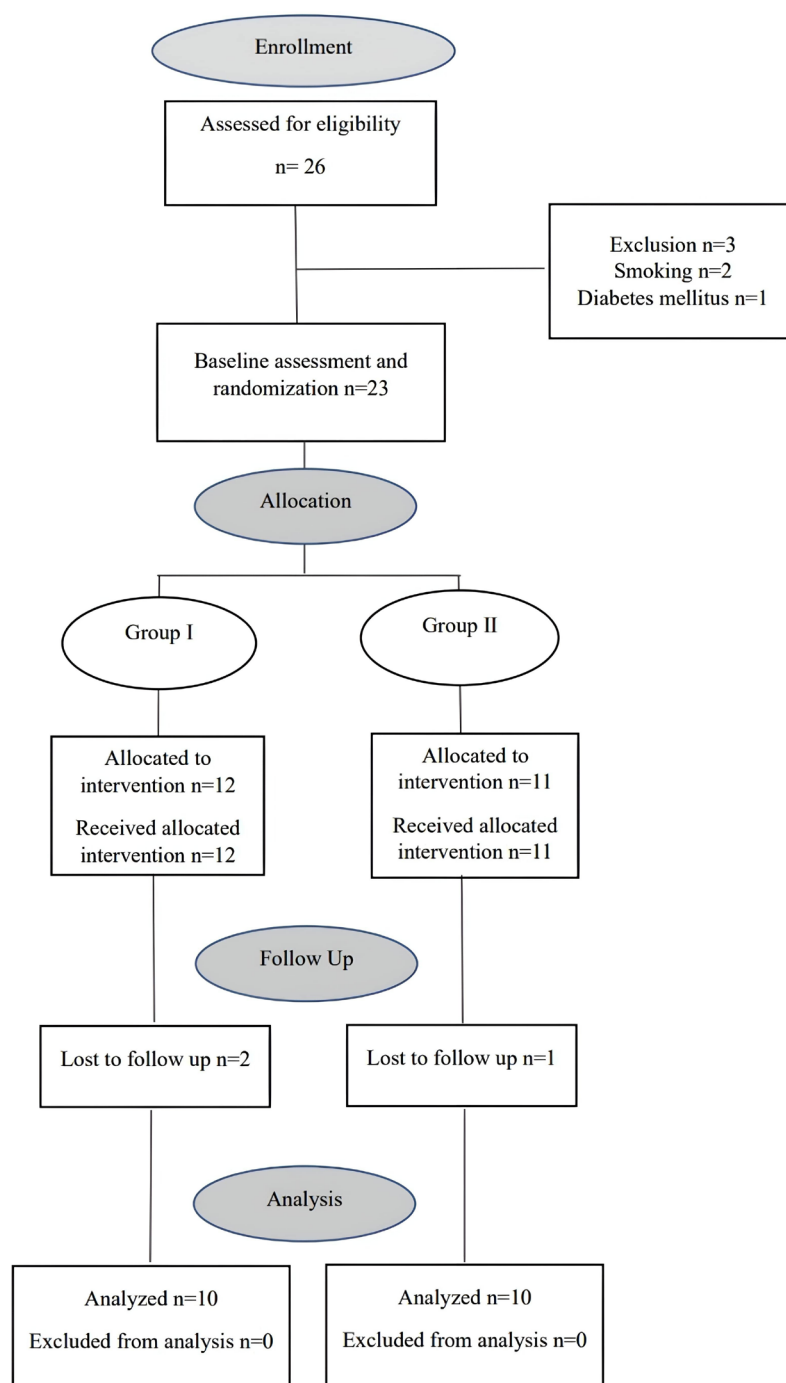 Enrollment
Assessed for eligibility
n= 26
Exclusion n=3
Smoking n=2
Diabetes mellitus n=1
Baseline assessment and
randomization n=23
Allocation
Group I
Group II
Allocated to
intervention n=12
Received allocated
intervention n=12
Allocated to
intervention n=11
Received allocated
intervention n=11
Follow Up
Lost to follow up n=2
Lost to follow up n=1
Analysis
Analyzed n=10
Excluded from analysis n=0
Analyzed n=10
Excluded from analysis n=0